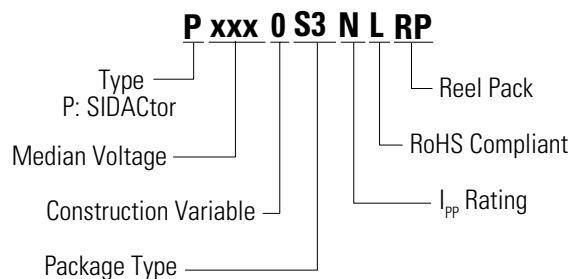 P xxx 0 S3 N L RP
Type
P: SIDACtor
Reel Pack
Median Voltage
RoHS Compliant
Construction Variable
IPP Rating
Package Type